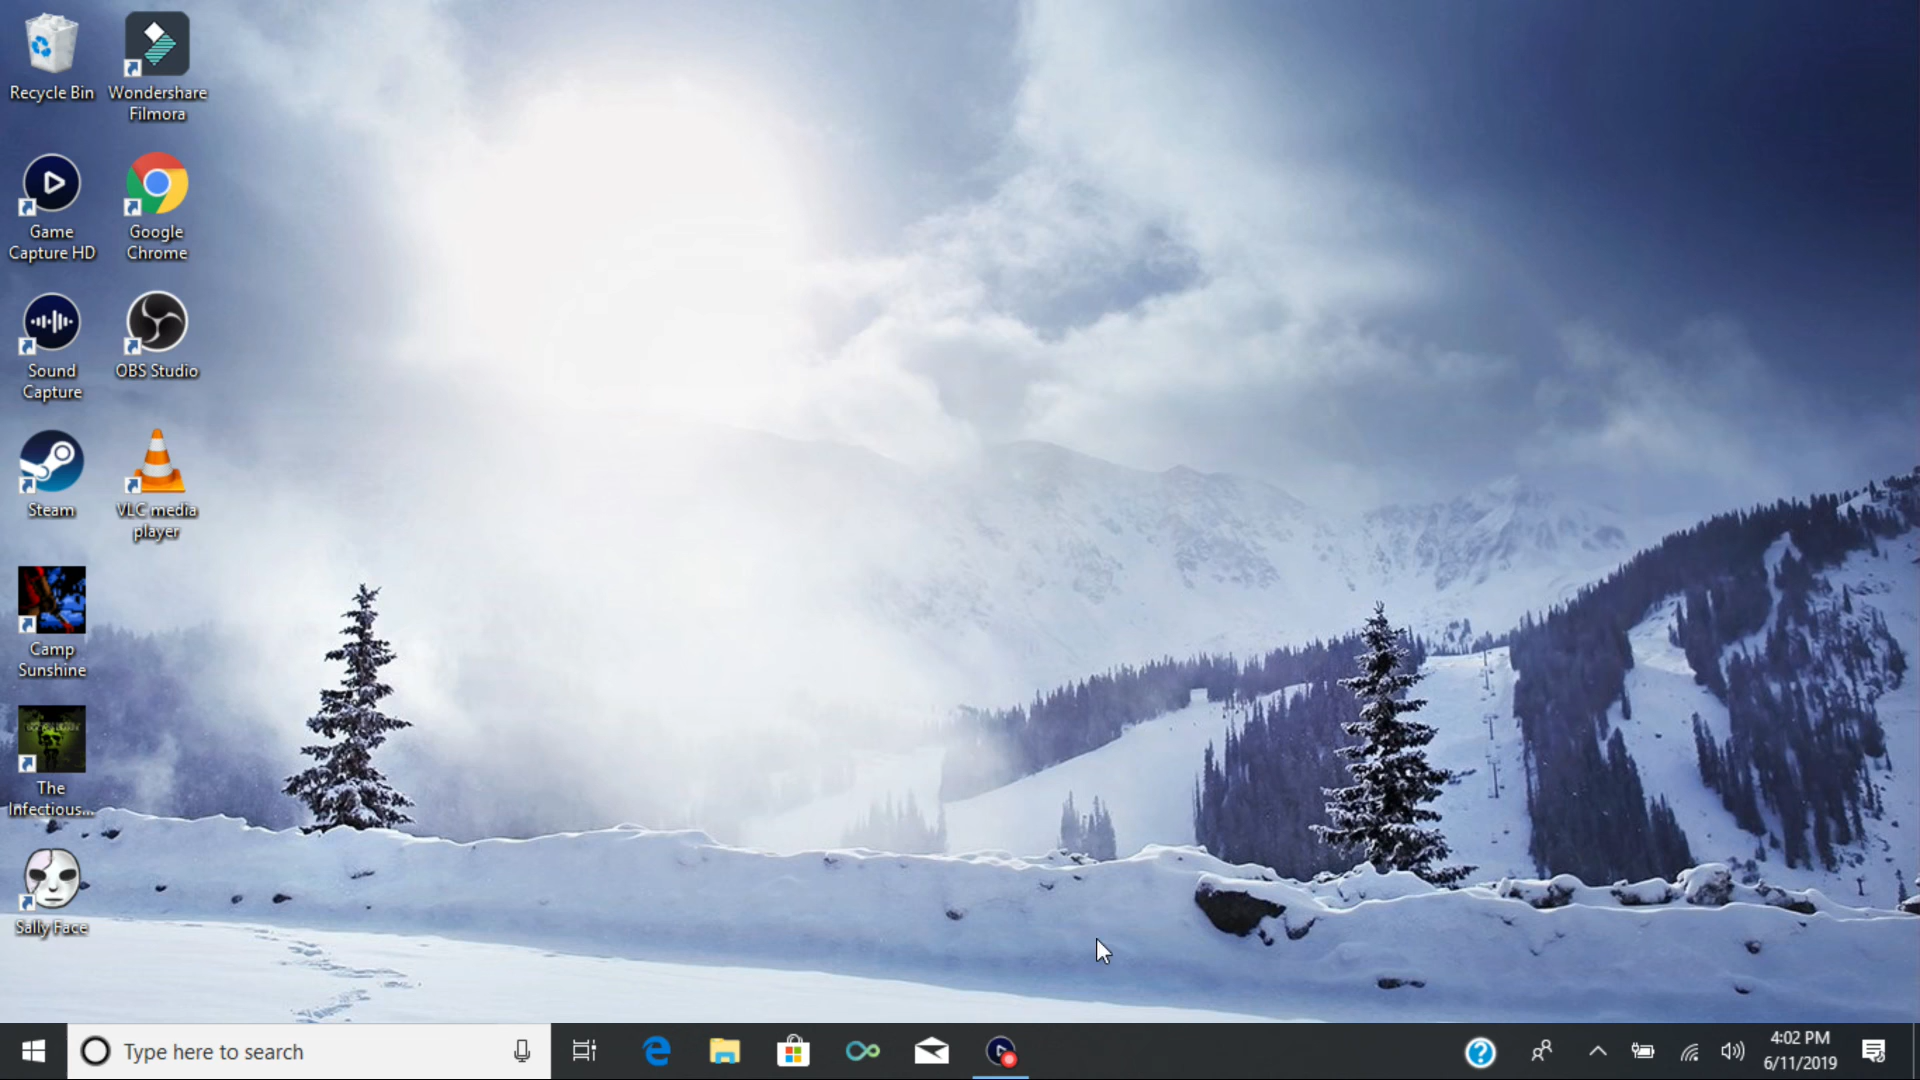 Recycle Bin
Wondershare
Filmora
Game
Capture HD
Google
Chrome
Sound
Capture
OBS Studio
Steam
VLC media
player
Camp
Sunshine
The
Infectious...
Sally Face
Type here to search
4:02 PM
6/11/2019